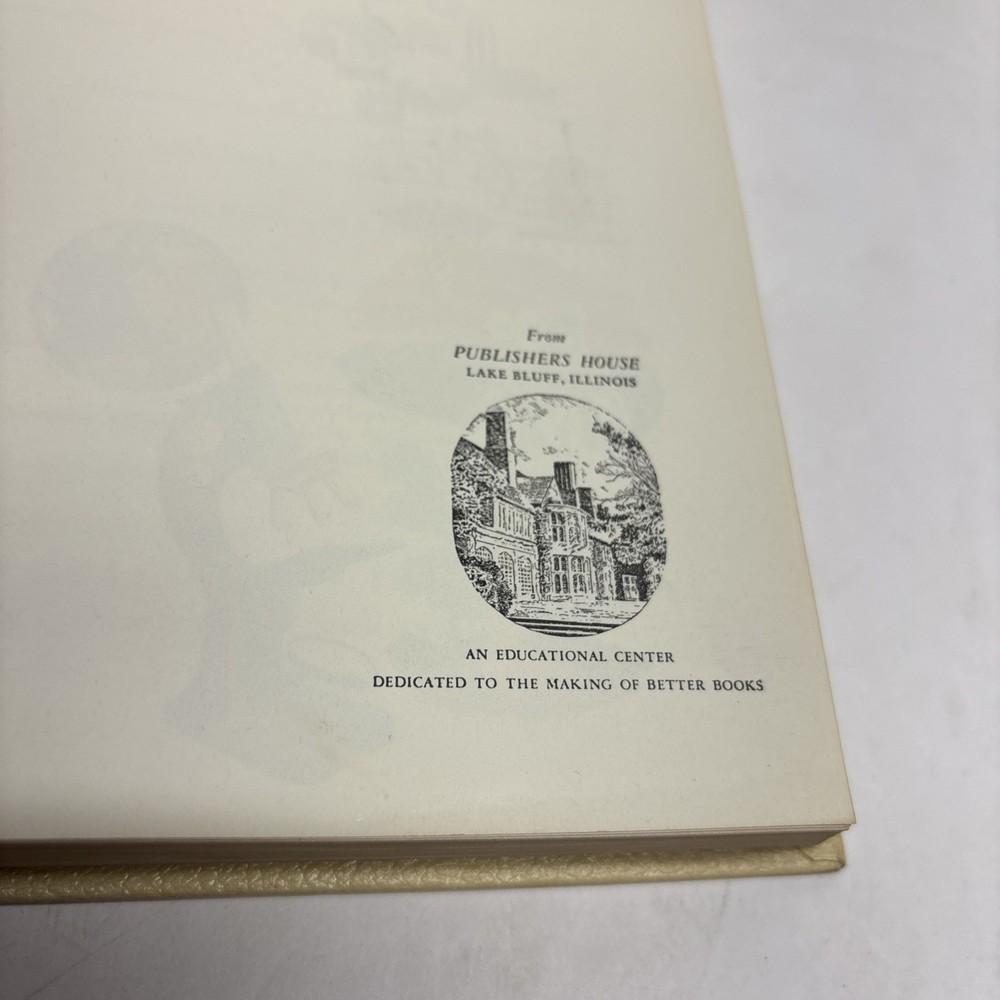 From
PUBLISHERS HOUSE
LAKE BLUFF, ILLINOIS
AN EDUCATIONAL CENTER
DEDICATED TO THE MAKING OF BETTER BOOKS